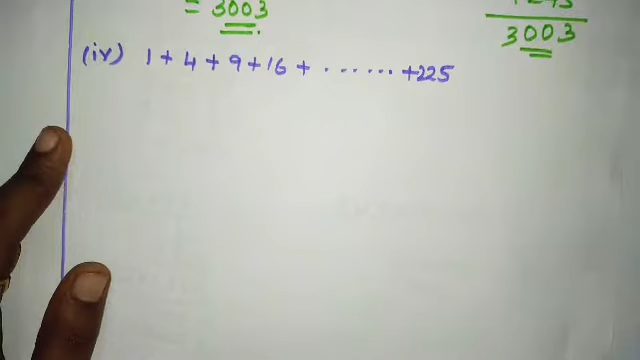 = 3003
3003
(iv) 1 + 4 + 9 + 16 + ....... + 225